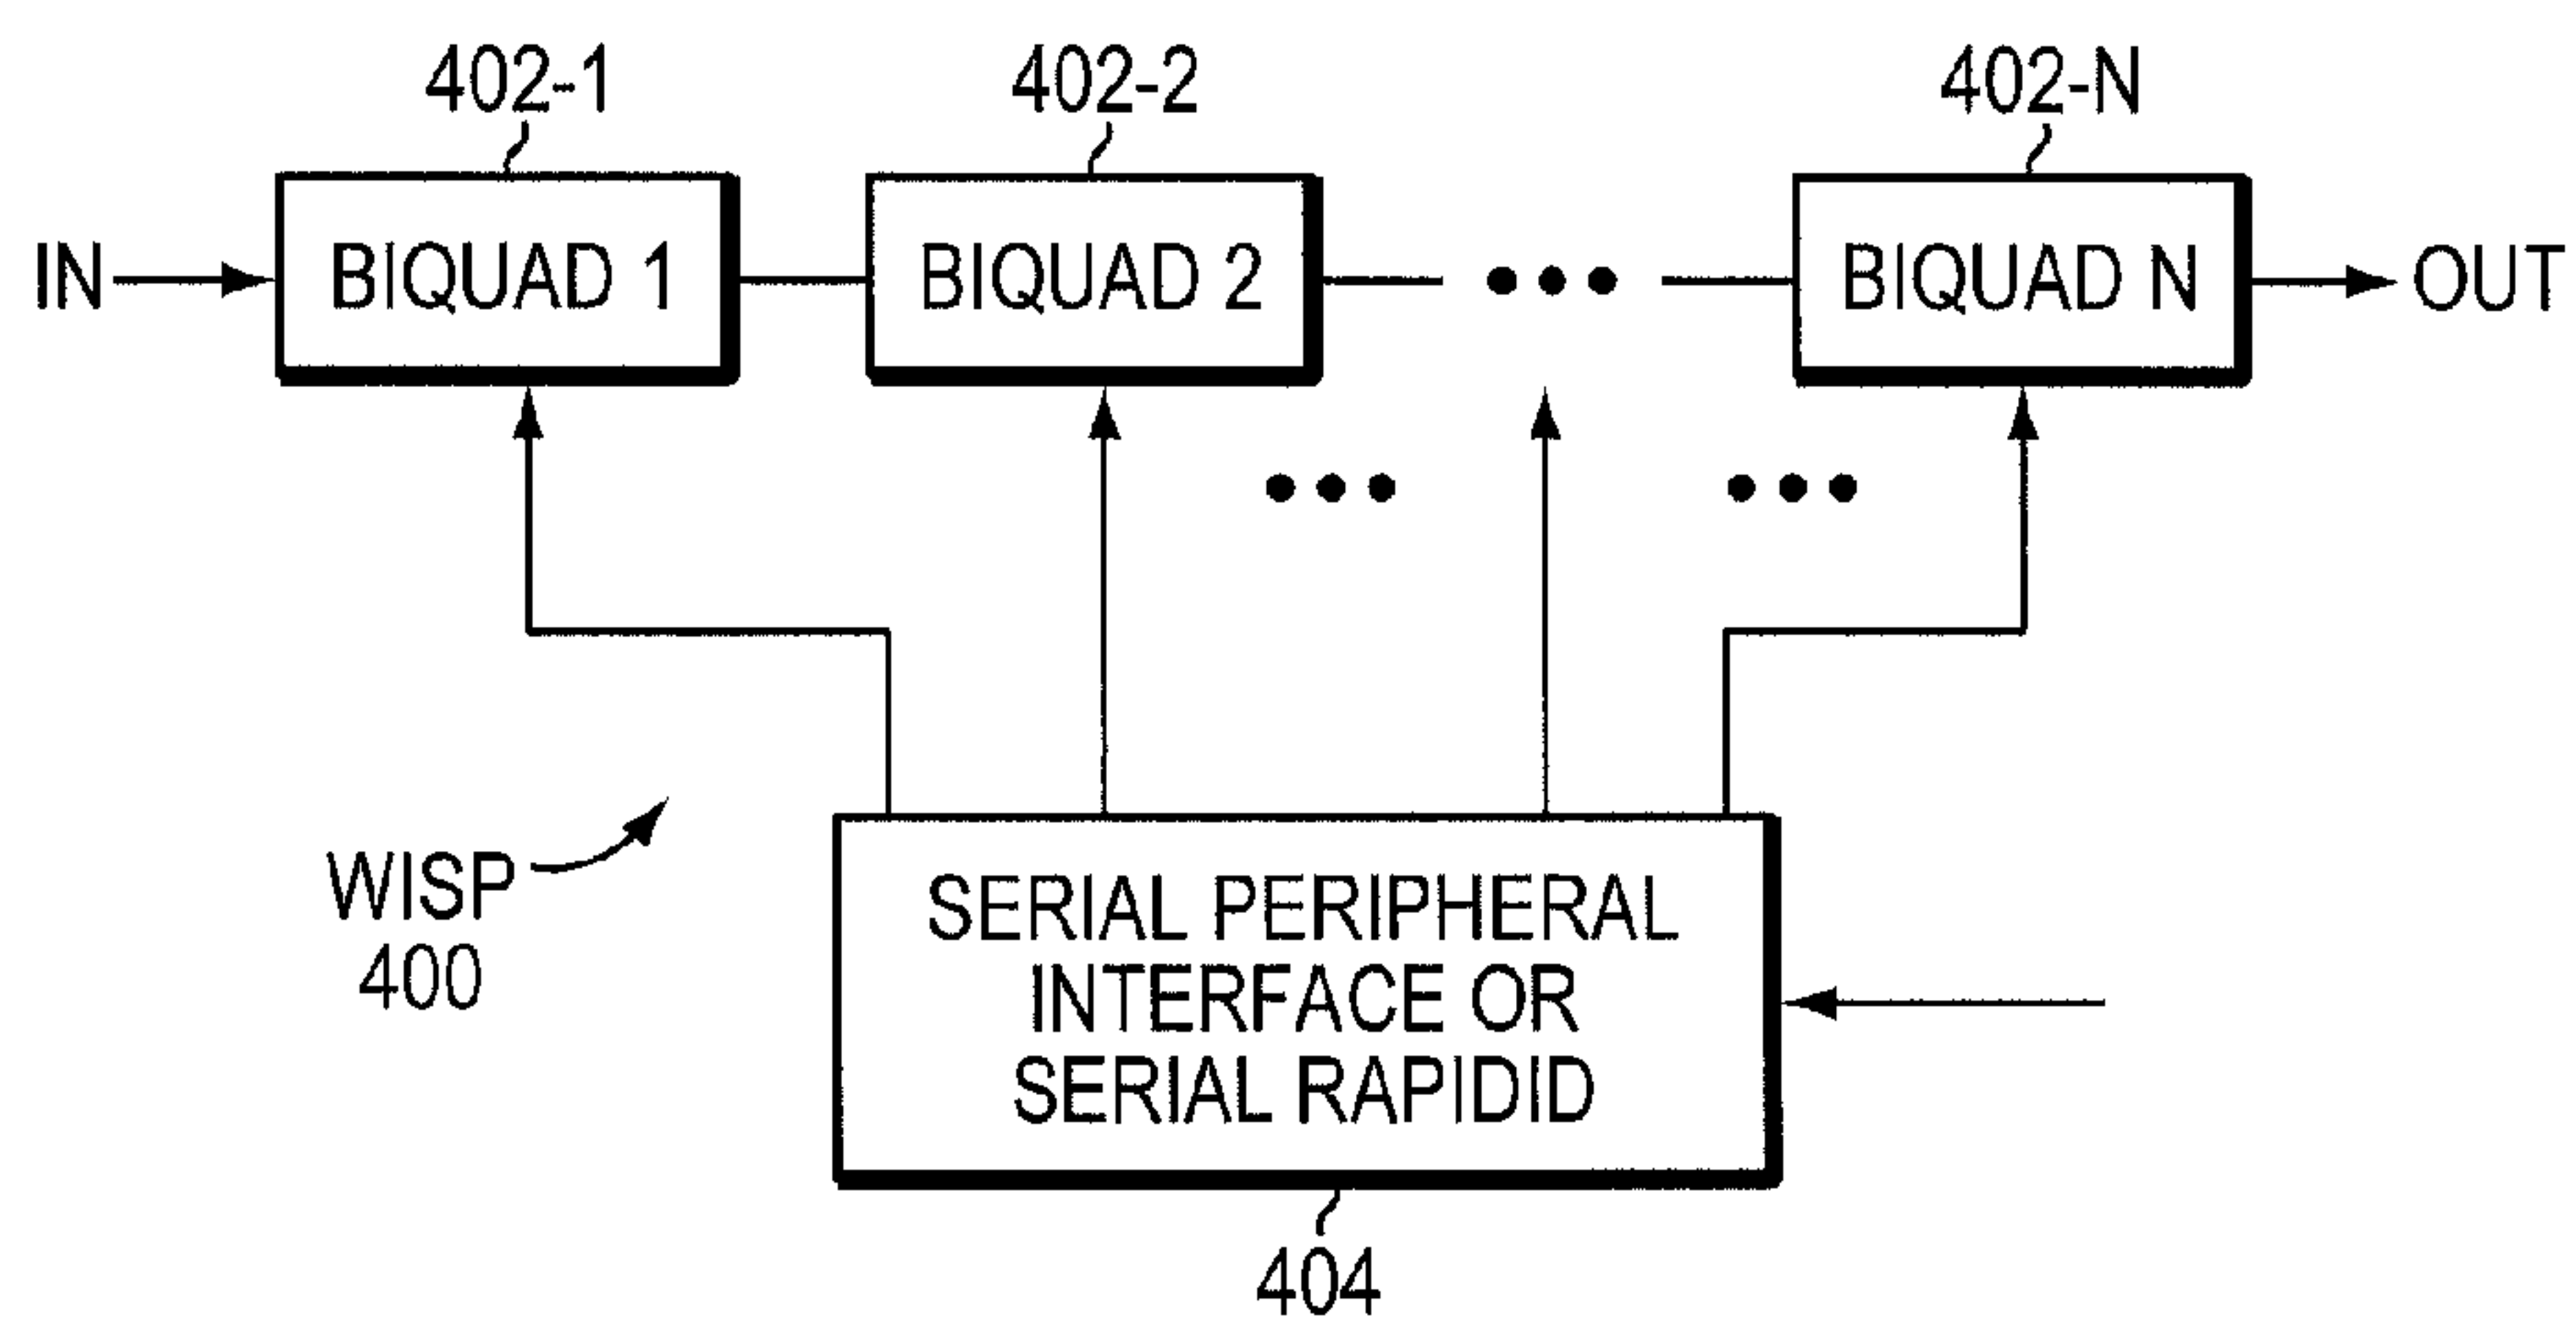 402-1
402-2
402-N
IN
BIQUAD 1
BIQUAD 2
BIQUAD N
OUT
WISP
400
SERIAL PERIPHERAL
INTERFACE OR
SERIAL RAPIDID
404